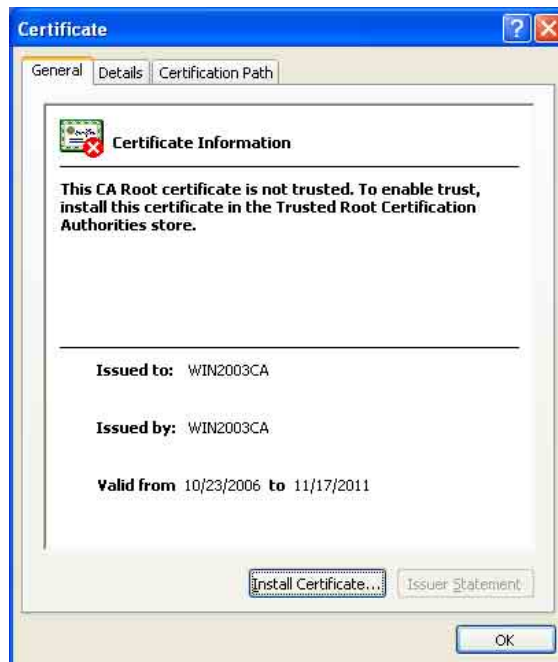 Certificate
General Details Certification Path
Certificate Information
This CA Root certificate is not trusted. To enable trust,
install this certificate in the Trusted Root Certification
Authorities store.
Issued to: WIN2003CA
Issued by: WIN2003CA
Valid from 10/23/2006 to 11/17/2011
Install Certificate... Issuer Statement
OK